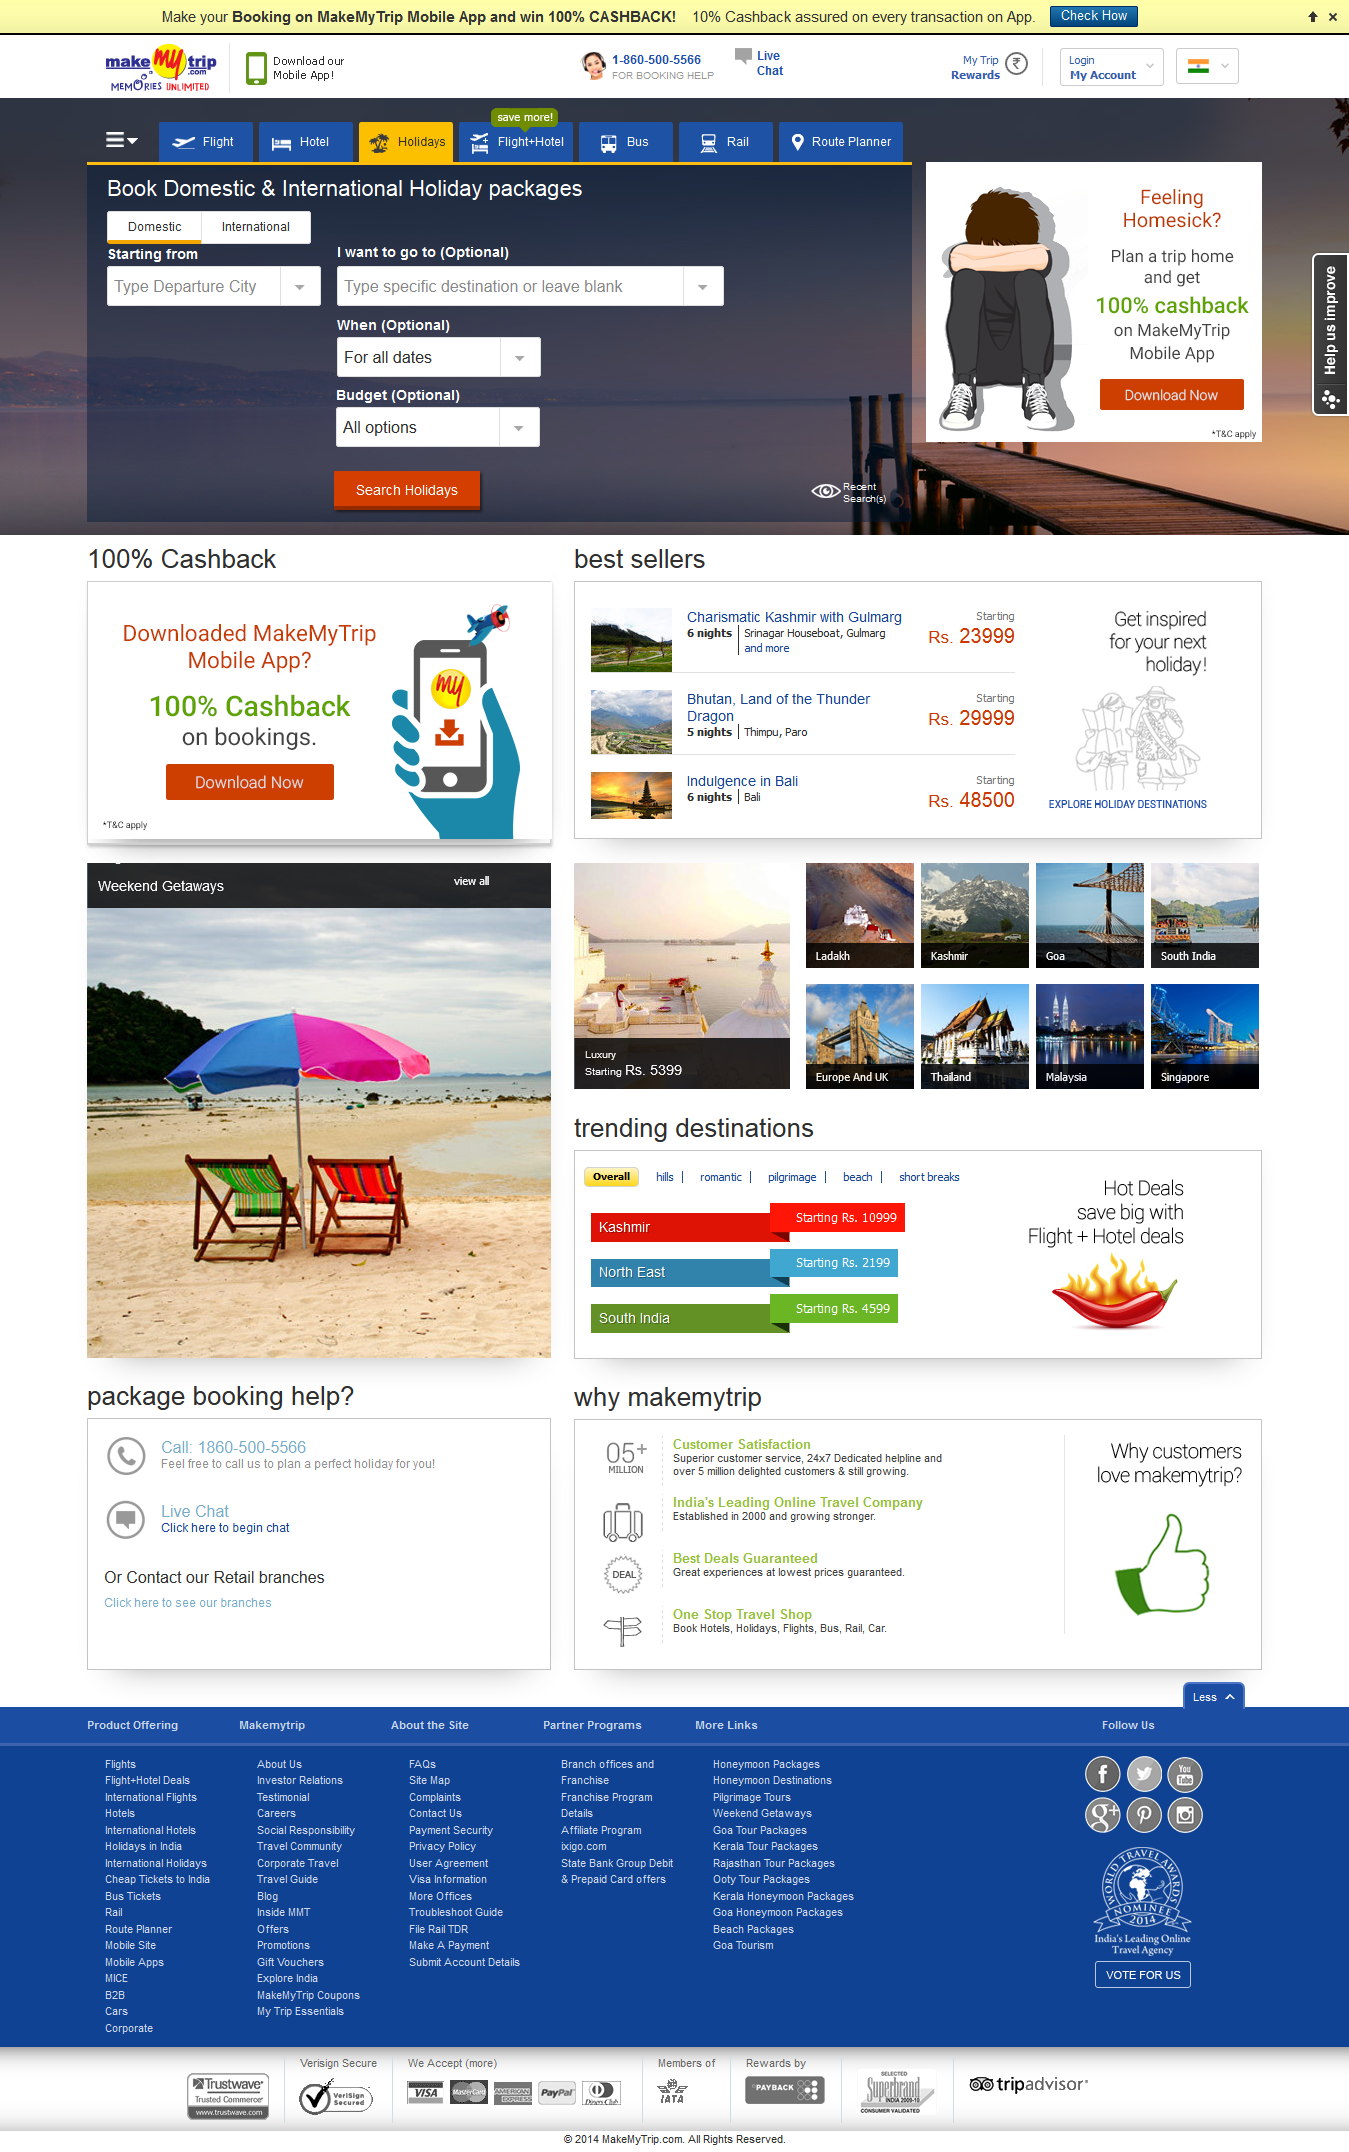 Make your Booking on MakeMyTrip Mobile App and win 100% CASHBACK! 10% Cashback assured on every transaction on App. Check How
make my trip .com
MEMORIES UNLIMITED
Download our
Mobile App!
1-860-500-5566
FOR BOOKING HELP
Live
Chat
My Trip
Rewards
Login
My Account
save more!
Flight
Hotel
Holidays
Flight+Hotel
Bus
Rail
Route Planner
Book Domestic & International Holiday packages
Domestic
International
Starting from
I want to go to (Optional)
Type Departure City
Type specific destination or leave blank
When (Optional)
For all dates
Budget (Optional)
All options
Search Holidays
Recent
Search(s)
Feeling
Homesick?
Plan a trip home
and get
100% cashback
on MakeMyTrip
Mobile App
Download Now
*T&C apply
Help us improve
100% Cashback
Downloaded MakeMyTrip
Mobile App?
100% Cashback
on bookings.
Download Now
*T&C apply
my
best sellers
Charismatic Kashmir with Gulmarg
6 nights
Srinagar Houseboat, Gulmarg
and more
Starting
Rs. 23999
Bhutan, Land of the Thunder
Dragon
5 nights
Thimpu, Paro
Starting
Rs. 29999
Indulgence in Bali
6 nights
Bali
Starting
Rs. 48500
Get inspired
for your next
holiday!
EXPLORE HOLIDAY DESTINATIONS
Weekend Getaways
view all
Luxury
Starting Rs. 5399
Ladakh
Kashmir
Goa
South India
Europe And UK
Thailand
Malaysia
Singapore
trending destinations
Overall
hills
romantic
pilgrimage
beach
short breaks
Kashmir
Starting Rs. 10999
North East
Starting Rs. 2199
South India
Starting Rs. 4599
Hot Deals
save big with
Flight + Hotel deals
package booking help?
Call: 1860-500-5566
Feel free to call us to plan a perfect holiday for you!
Live Chat
Click here to begin chat
Or Contact our Retail branches
Click here to see our branches
why makemytrip
05+
MILLION
Customer Satisfaction
Superior customer service, 24x7 Dedicated helpline and
over 5 million delighted customers & still growing.
India's Leading Online Travel Company
Established in 2000 and growing stronger.
DEAL
Best Deals Guaranteed
Great experiences at lowest prices guaranteed.
One Stop Travel Shop
Book Hotels, Holidays, Flights, Bus, Rail, Car.
Why customers
love makemytrip?
Less
Product Offering
Flights
Flight+Hotel Deals
International Flights
Hotels
International Hotels
Holidays in India
International Holidays
Cheap Tickets to India
Bus Tickets
Rail
Route Planner
Mobile Site
Mobile Apps
MICE
B2B
Cars
Corporate
Makemytrip
About Us
Investor Relations
Testimonial
Careers
Social Responsibility
Travel Community
Corporate Travel
Travel Guide
Blog
Inside MMT
Offers
Promotions
Gift Vouchers
Explore India
MakeMyTrip Coupons
My Trip Essentials
About the Site
FAQs
Site Map
Complaints
Contact Us
Payment Security
Privacy Policy
User Agreement
Visa Information
More Offices
Troubleshoot Guide
File Rail TDR
Make A Payment
Submit Account Details
Partner Programs
Branch offices and
Franchise
Franchise Program
Details
Affiliate Program
ixigo.com
State Bank Group Debit
& Prepaid Card offers
More Links
Honeymoon Packages
Honeymoon Destinations
Pilgrimage Tours
Weekend Getaways
Goa Tour Packages
Kerala Tour Packages
Rajasthan Tour Packages
Ooty Tour Packages
Kerala Honeymoon Packages
Goa Honeymoon Packages
Beach Packages
Goa Tourism
Follow Us
You
Tube
WORLD TRAVEL AWARDS
NOMINEE
2014
India's Leading Online
Travel Agency
VOTE FOR US
Trustwave
Trusted Commerce
www.trustwave.com
Verisign Secure
VeriSign
Secured
We Accept (more)
VISA
MasterCard
AMERICAN
EXPRESS
PayPal
Diners Club
Members of
IATA
Rewards by
PAYBACK
SELECTED
Superbrand
INDIA 2009-10
CONSUMER VALIDATED
tripadvisor
© 2014 MakeMyTrip.com. All Rights Reserved.